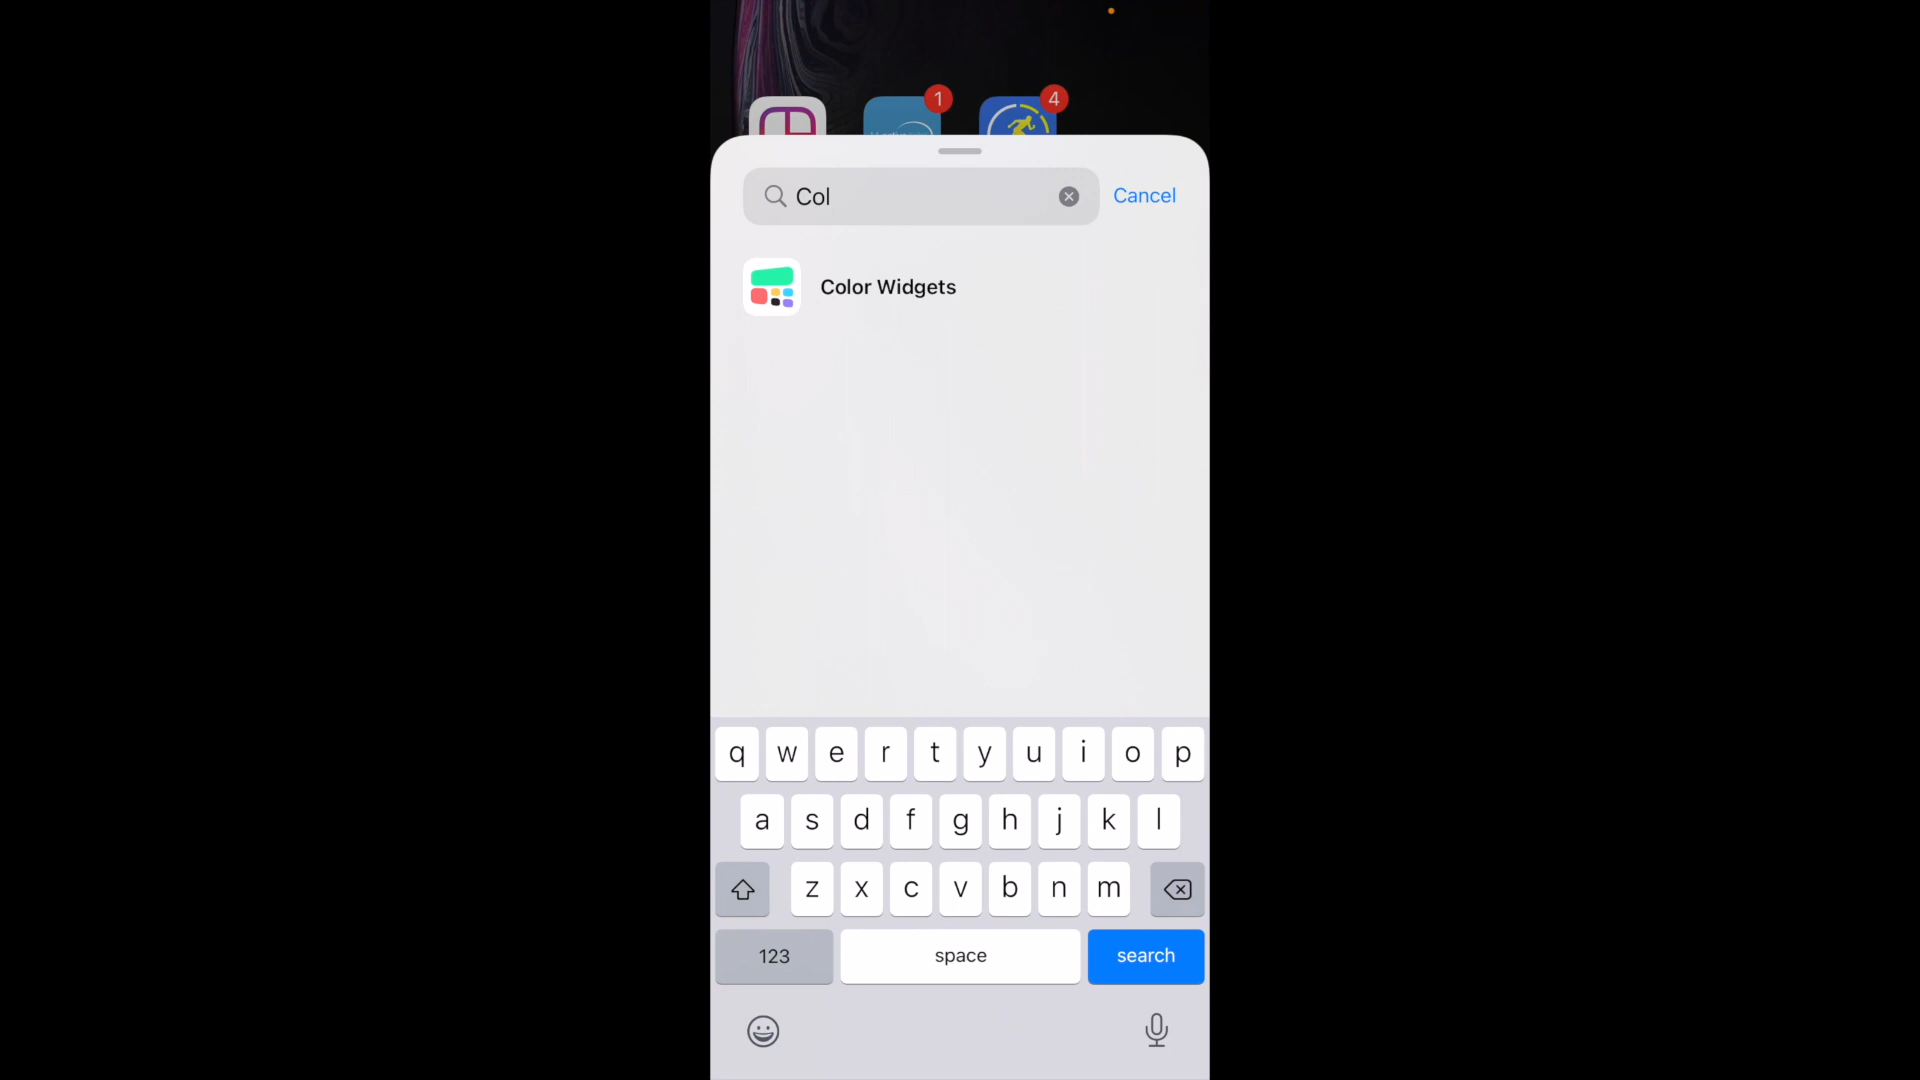 1
4
Col
Cancel
Color Widgets
q w e r t y u i o p
a s d f g h j k l
z x c v b n m
123
space
search